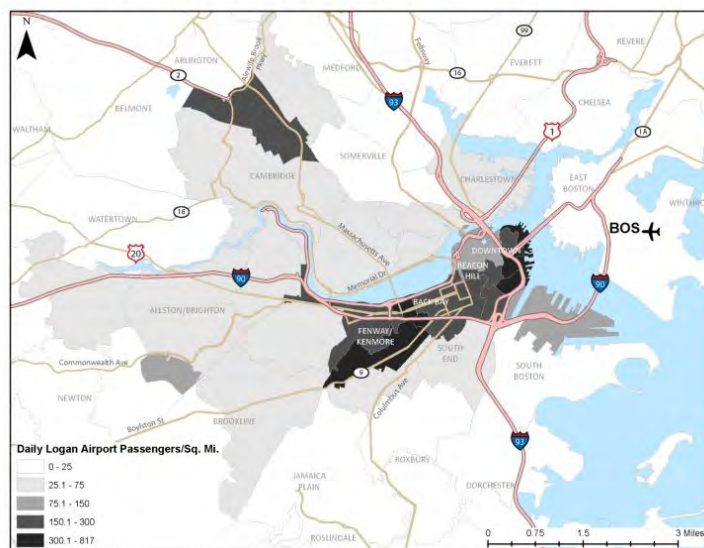 N
ARLINGTON
Alewife Brook
Pkwy
MEDFORD
Fellsway
99
EVERETT
REVERE
2
16
BELMONT
93
CHELSEA
WALTHAM
1
1A
SOMERVILLE
CAMBRIDGE
CHARLESTOWN
EAST
BOSTON
WINTHROP
WATERTOWN
16
Massachusetts Ave
BOS
20
DOWNTOWN
BEACON
HILL
90
Memorial Dr
90
BACK BAY
ALLSTON/BRIGHTON
FENWAY/
KENMORE
SOUTH
END
Commonwealth Ave
9
SOUTH
BOSTON
NEWTON
Columbus Ave
Boylston St
BROOKLINE
93
ROXBURY
JAMAICA
PLAIN
DORCHESTER
ROSLINDALE
Daily Logan Airport Passengers/Sq. Mi.
0 - 25
25.1 - 75
75.1 - 150
150.1 - 300
300.1 - 817
0 0.75 1.5 3 Miles